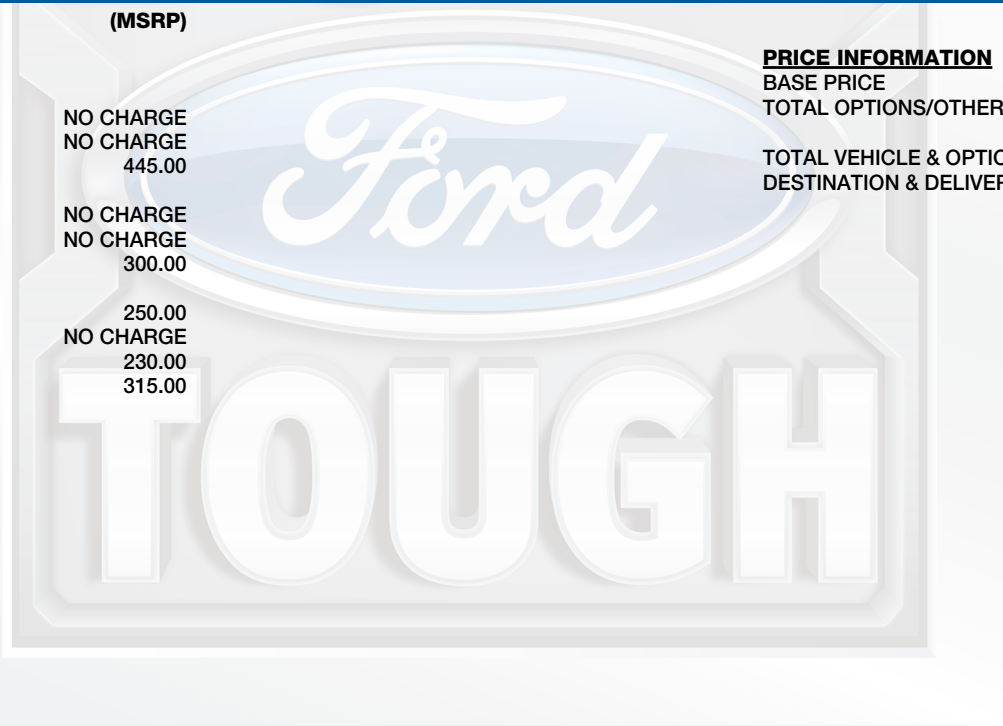 (MSRP)
NO CHARGE
NO CHARGE
445.00
NO CHARGE
NO CHARGE
300.00
250.00
NO CHARGE
230.00
315.00
PRICE INFORMATION
BASE PRICE
TOTAL OPTIONS/OTHER
TOTAL VEHICLE & OPTIO
DESTINATION & DELIVER
Ford
TOUGH